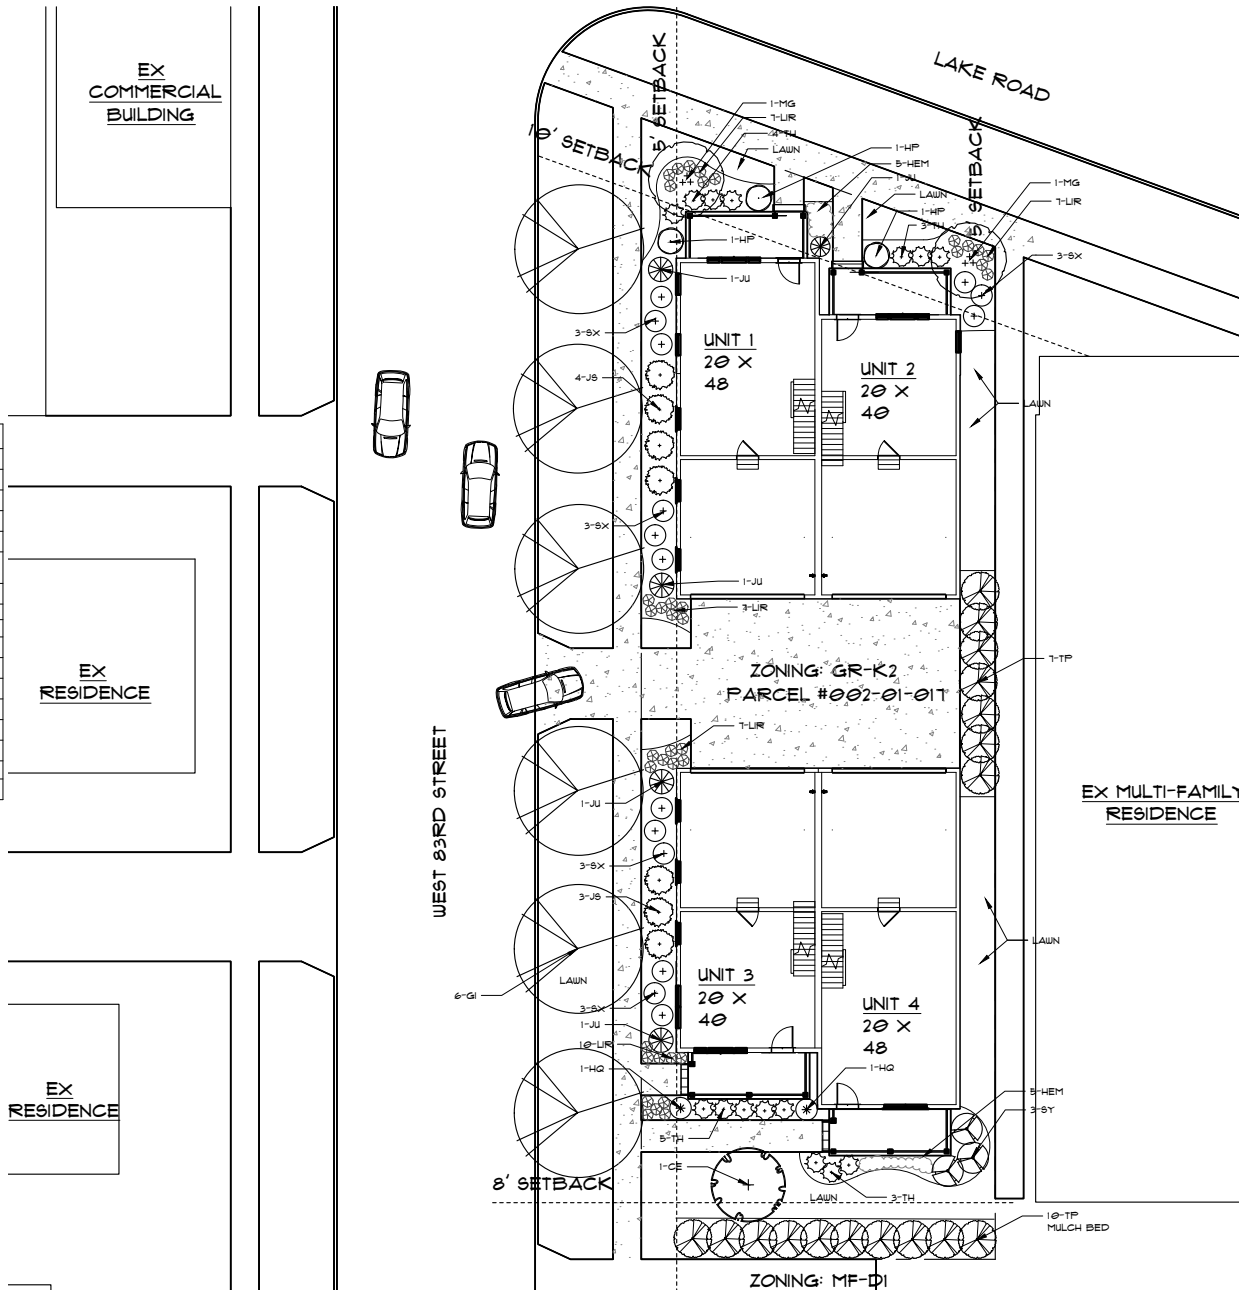 EX
COMMERCIAL
BUILDING
LAKE ROAD
5' SETBACK
10' SETBACK
1-MG
7-LIR
4-TH
LAWN
1-HP
5-HEM
1-JU
LAWN
1-HP
3-TH
5' SETBACK
1-MG
7-LIR
3-SX
1-HP
1-JU
3-SX
4-JS
UNIT 1
20 X
48
UNIT 2
20 X
40
LAWN
3-SX
1-JU
7-LIR
EX
RESIDENCE
ZONING: GR-K2
PARCEL #002-01-017
7-TP
7-LIR
WEST 83RD STREET
1-JU
EX MULTI-FAMILY
RESIDENCE
3-SX
3-JS
LAWN
6-GI
LAWN
UNIT 3
20 X
40
UNIT 4
20 X
48
3-SX
1-JU
10-LIR
1-HQ
1-HQ
EX
RESIDENCE
5-HEM
3-SY
5-TH
1-CE
8' SETBACK
LAWN
3-TH
10-TP
MULCH BED
ZONING: MF-D1